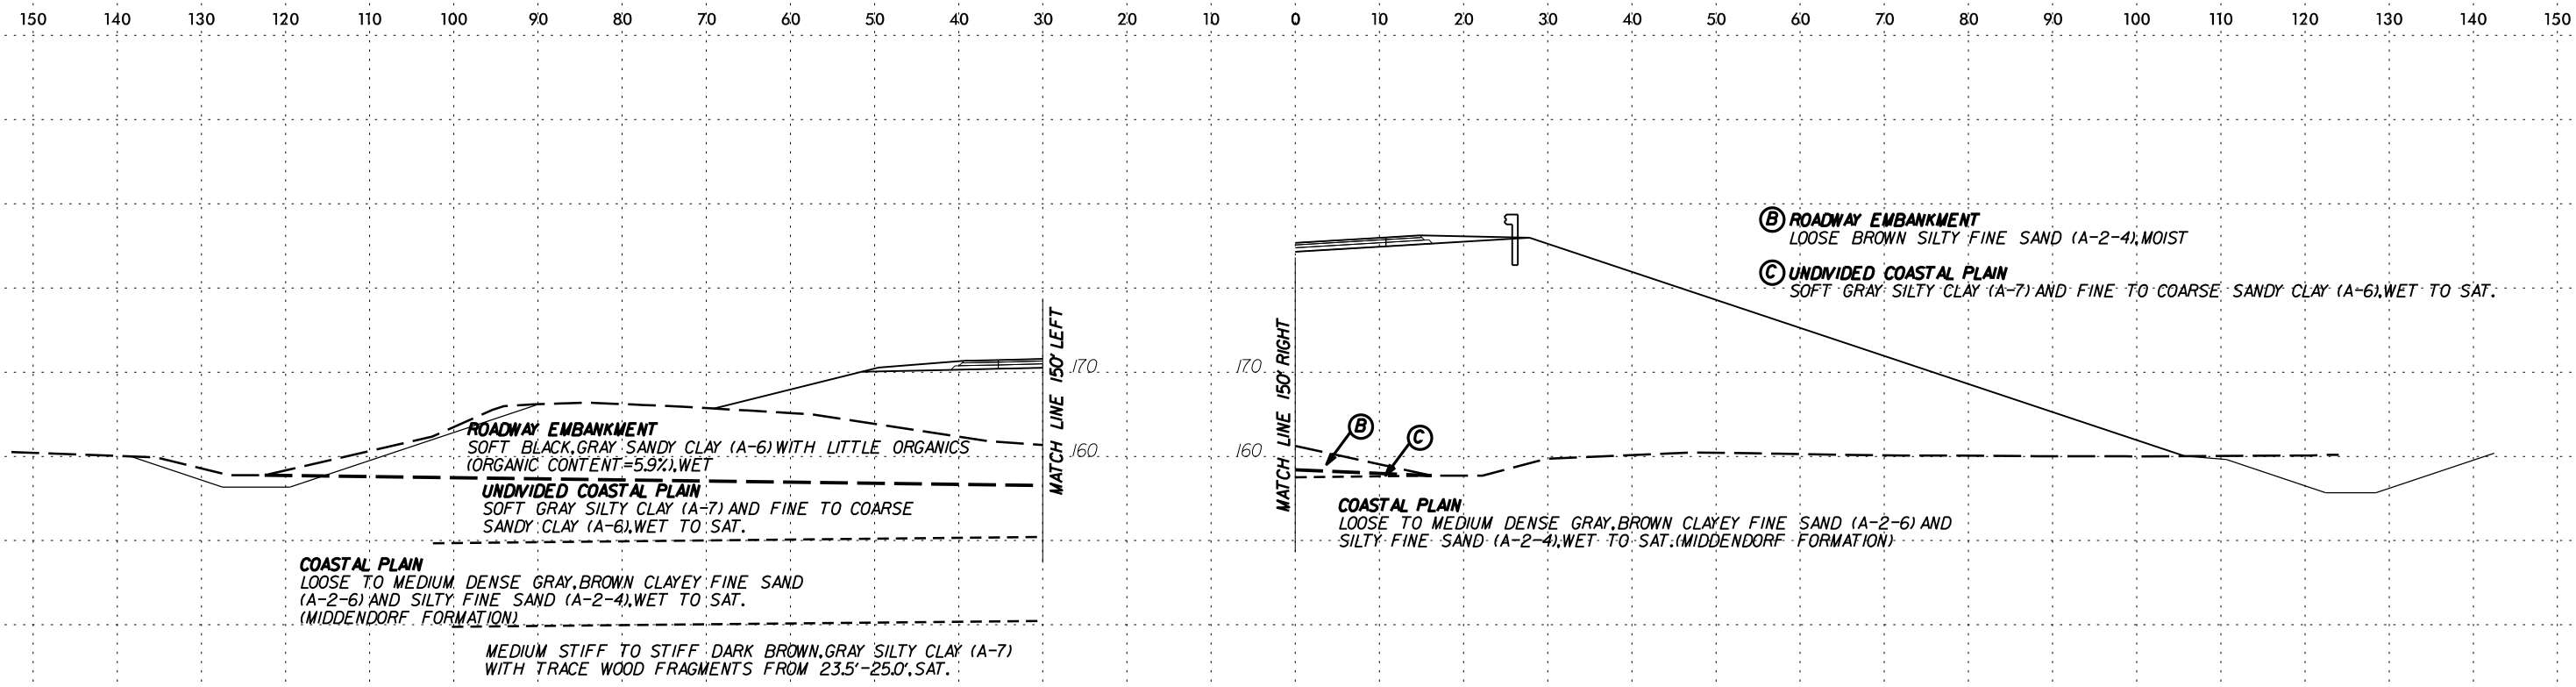 150 140 130 120 110 100 90 80 70 60 50 40 30 20 10 0 10 20 30 40 50 60 70 80 90 100 110 120 130 140 150
Ⓑ ROADWAY EMBANKMENT
LOOSE BROWN SILTY FINE SAND (A-2-4), MOIST
Ⓒ UNDIVIDED COASTAL PLAIN
SOFT GRAY SILTY CLAY (A-7) AND FINE TO COARSE SANDY CLAY (A-6), WET TO SAT.
MATCH LINE 150' LEFT
170
160
MATCH LINE 150' RIGHT
170
160
ROADWAY EMBANKMENT
SOFT BLACK, GRAY SANDY CLAY (A-6) WITH LITTLE ORGANICS
(ORGANIC CONTENT=5.9%), WET
UNDIVIDED COASTAL PLAIN
SOFT GRAY SILTY CLAY (A-7) AND FINE TO COARSE
SANDY CLAY (A-6), WET TO SAT.
COASTAL PLAIN
LOOSE TO MEDIUM DENSE GRAY, BROWN CLAYEY FINE SAND
(A-2-6) AND SILTY FINE SAND (A-2-4), WET TO SAT.
(MIDDENDORF FORMATION)
MEDIUM STIFF TO STIFF DARK BROWN, GRAY SILTY CLAY (A-7)
WITH TRACE WOOD FRAGMENTS FROM 23.5'-25.0', SAT.
Ⓑ
Ⓒ
COASTAL PLAIN
LOOSE TO MEDIUM DENSE GRAY, BROWN CLAYEY FINE SAND (A-2-6) AND
SILTY FINE SAND (A-2-4), WET TO SAT. (MIDDENDORF FORMATION)